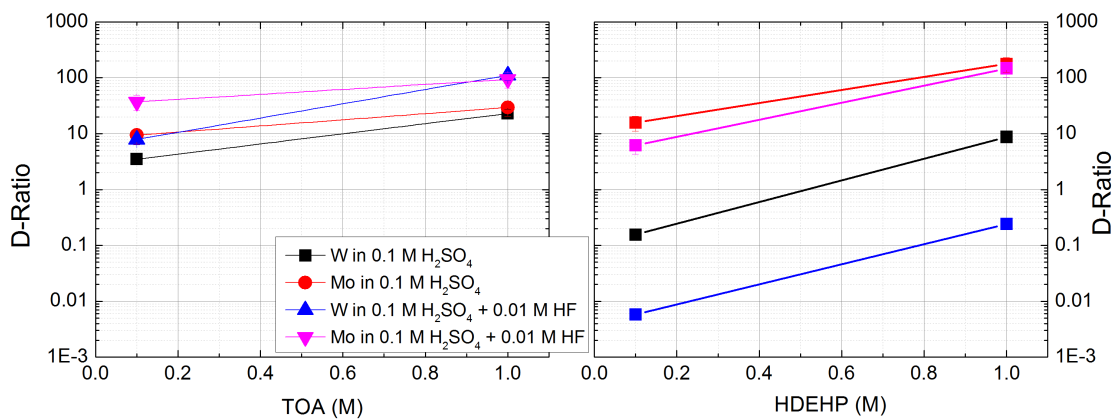 1000
100
10
1
0.1
0.01
1E-3
D-Ratio
0.0 0.2 0.4 0.6 0.8 1.0
TOA (M)
W in 0.1 M H₂SO₄
Mo in 0.1 M H₂SO₄
W in 0.1 M H₂SO₄ + 0.01 M HF
Mo in 0.1 M H₂SO₄ + 0.01 M HF
0.0 0.2 0.4 0.6 0.8 1.0
HDEHP (M)
1000
100
10
1
0.1
0.01
1E-3
D-Ratio